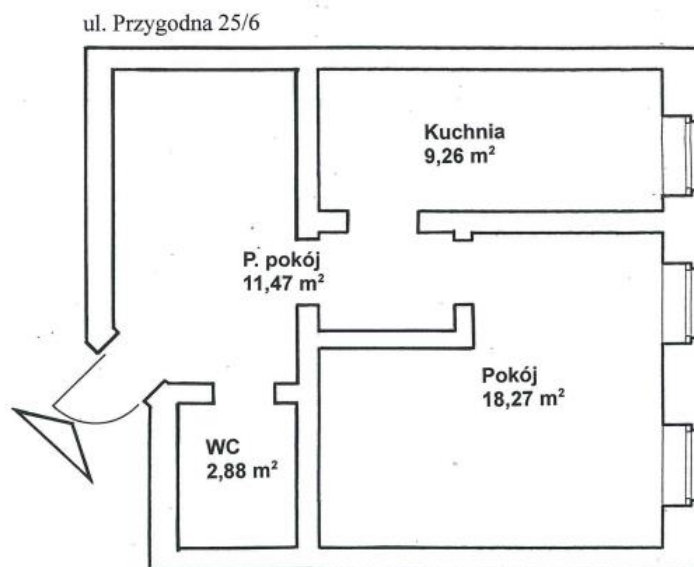 ul. Przygodna 25/6
Kuchnia
9,26 m²
P. pokój
11,47 m²
Pokój
18,27 m²
WC
2,88 m²